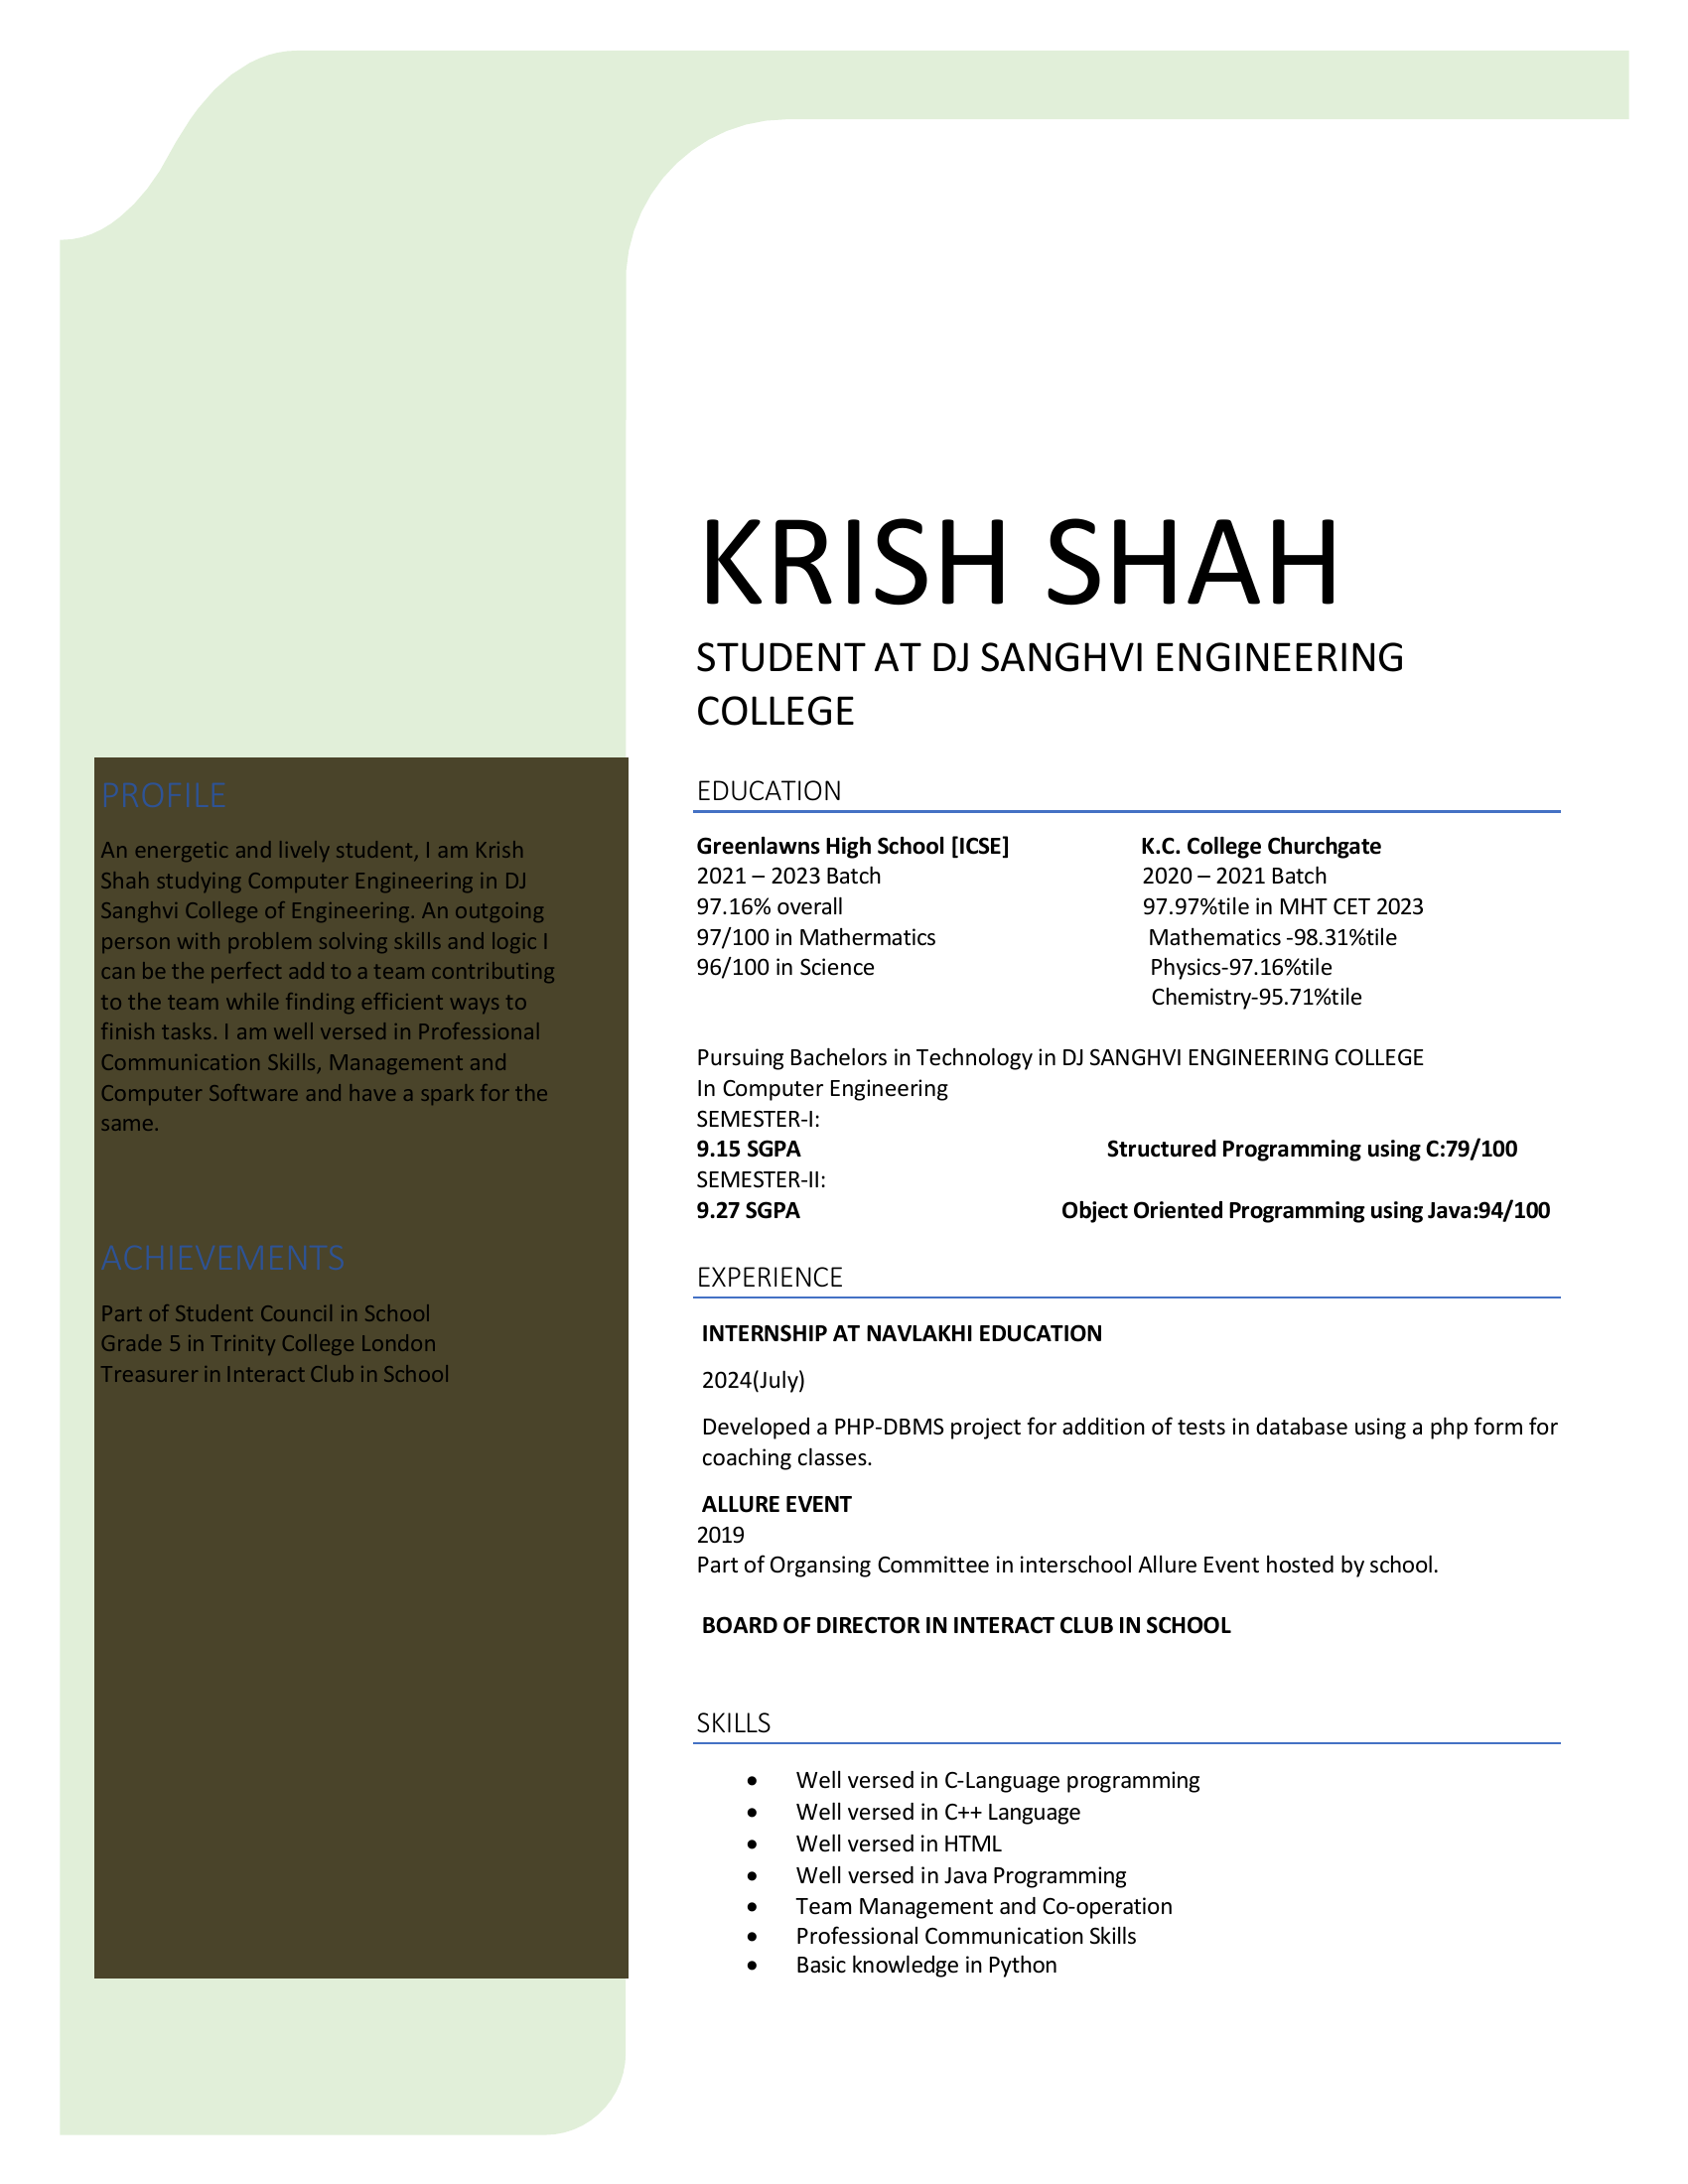 KRISH SHAH
STUDENT AT DJ SANGHVI ENGINEERING
COLLEGE
PROFILE
An energetic and lively student, I am Krish
Shah studying Computer Engineering in DJ
Sanghvi College of Engineering. An outgoing
person with problem solving skills and logic I
can be the perfect add to a team contributing
to the team while finding efficient ways to
finish tasks. I am well versed in Professional
Communication Skills, Management and
Computer Software and have a spark for the
same.
ACHIEVEMENTS
Part of Student Council in School
Grade 5 in Trinity College London
Treasurer in Interact Club in School
EDUCATION
Greenlawns High School [ICSE] K.C. College Churchgate
2021 – 2023 Batch 2020 – 2021 Batch
97.16% overall 97.97%tile in MHT CET 2023
97/100 in Mathermatics Mathematics -98.31%tile
96/100 in Science Physics-97.16%tile
Chemistry-95.71%tile
Pursuing Bachelors in Technology in DJ SANGHVI ENGINEERING COLLEGE
In Computer Engineering
SEMESTER-I:
9.15 SGPA Structured Programming using C:79/100
SEMESTER-II:
9.27 SGPA Object Oriented Programming using Java:94/100
EXPERIENCE
INTERNSHIP AT NAVLAKHI EDUCATION
2024(July)
Developed a PHP-DBMS project for addition of tests in database using a php form for
coaching classes.
ALLURE EVENT
2019
Part of Organsing Committee in interschool Allure Event hosted by school.
BOARD OF DIRECTOR IN INTERACT CLUB IN SCHOOL
SKILLS
• Well versed in C-Language programming
• Well versed in C++ Language
• Well versed in HTML
• Well versed in Java Programming
• Team Management and Co-operation
• Professional Communication Skills
• Basic knowledge in Python